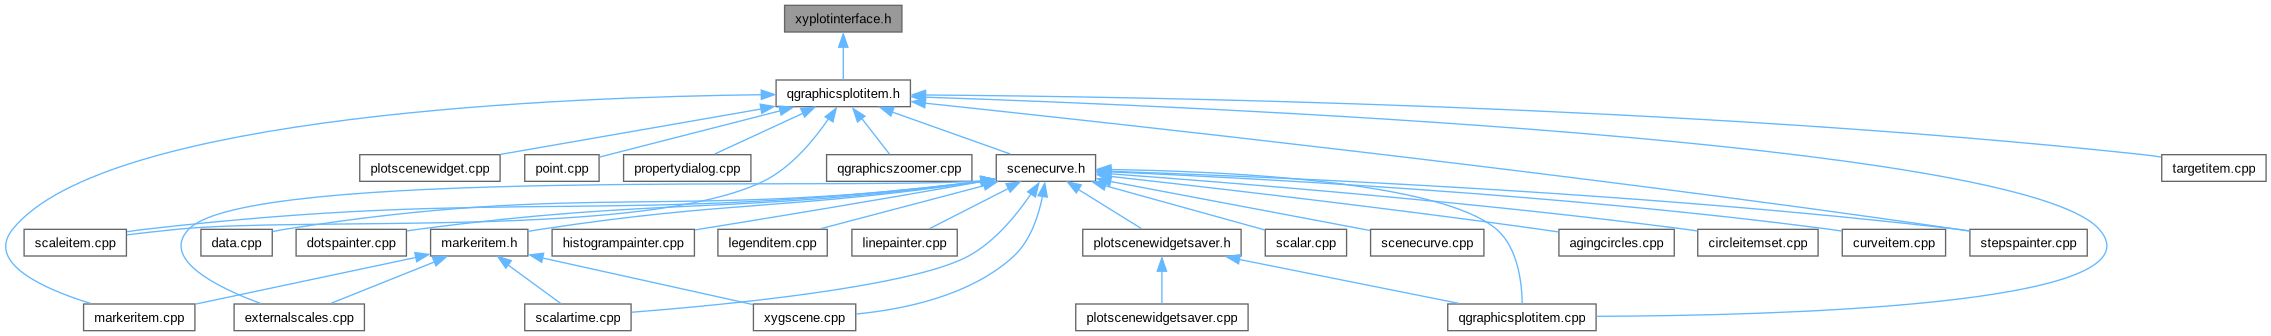 xyplotinterface.h
qgraphicsplotitem.h
plotscenewidget.cpp
point.cpp
propertydialog.cpp
qgraphicszoomer.cpp
scenecurve.h
targetitem.cpp
scaleitem.cpp
data.cpp
dotspainter.cpp
markeritem.h
histogrampainter.cpp
legenditem.cpp
linepainter.cpp
plotscenewidgetsaver.h
scalar.cpp
scenecurve.cpp
agingcircles.cpp
circleitemset.cpp
curveitem.cpp
stepspainter.cpp
markeritem.cpp
externalscales.cpp
scalartime.cpp
xygscene.cpp
plotscenewidgetsaver.cpp
qgraphicsplotitem.cpp